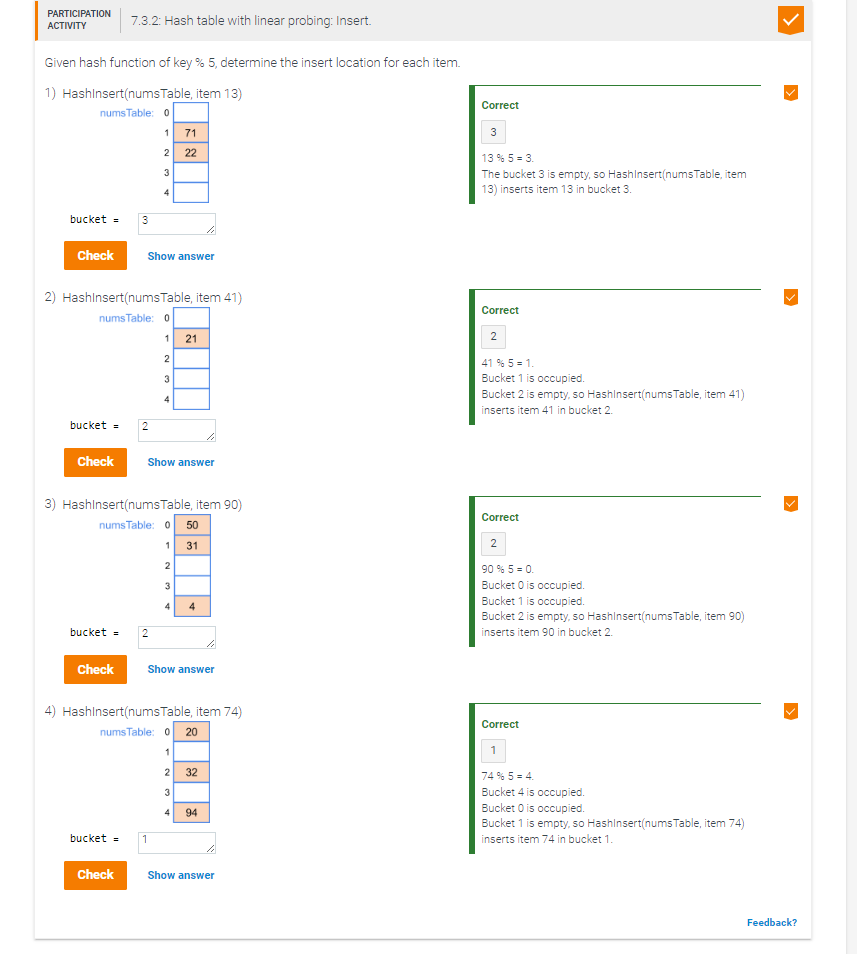 PARTICIPATION
ACTIVITY
7.3.2: Hash table with linear probing: Insert.
Given hash function of key % 5, determine the insert location for each item.
1) HashInsert(numsTable, item 13)
numsTable: 0
1 71
2 22
3
4
bucket = 3
Check Show answer
Correct
3
13 % 5 = 3.
The bucket 3 is empty, so HashInsert(numsTable, item
13) inserts item 13 in bucket 3.
2) HashInsert(numsTable, item 41)
numsTable: 0
1 21
2
3
4
bucket = 2
Check Show answer
Correct
2
41 % 5 = 1.
Bucket 1 is occupied.
Bucket 2 is empty, so HashInsert(numsTable, item 41)
inserts item 41 in bucket 2.
3) HashInsert(numsTable, item 90)
numsTable: 0 50
1 31
2
3
4 4
bucket = 2
Check Show answer
Correct
2
90 % 5 = 0.
Bucket 0 is occupied.
Bucket 1 is occupied.
Bucket 2 is empty, so HashInsert(numsTable, item 90)
inserts item 90 in bucket 2.
4) HashInsert(numsTable, item 74)
numsTable: 0 20
1
2 32
3
4 94
bucket = 1
Check Show answer
Correct
1
74 % 5 = 4.
Bucket 4 is occupied.
Bucket 0 is occupied.
Bucket 1 is empty, so HashInsert(numsTable, item 74)
inserts item 74 in bucket 1.
Feedback?